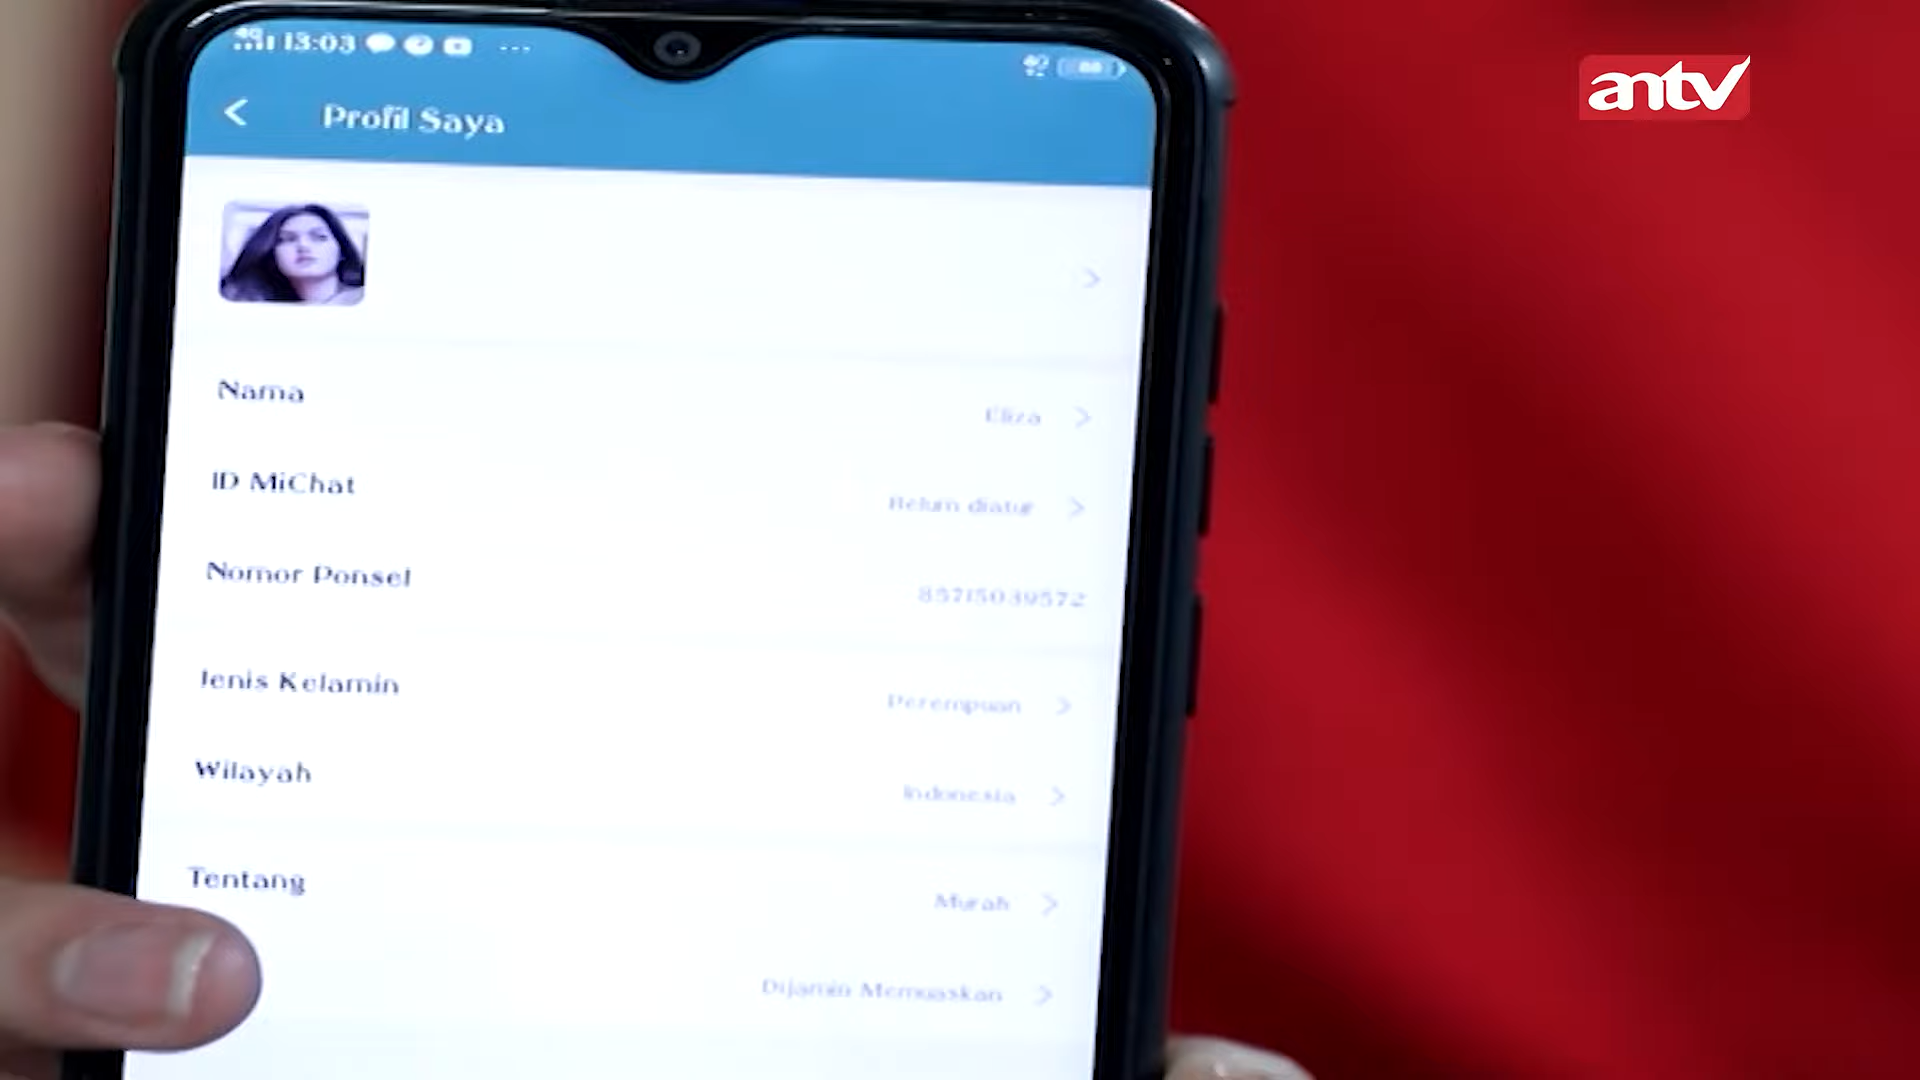 13:03
antv
Profil Saya
Nama
Eliza
ID MiChat
Belum diatur
Nomor Ponsel
85715039572
Jenis Kelamin
Perempuan
Wilayah
Indonesia
Tentang
Murah
Dijamin Memuaskan